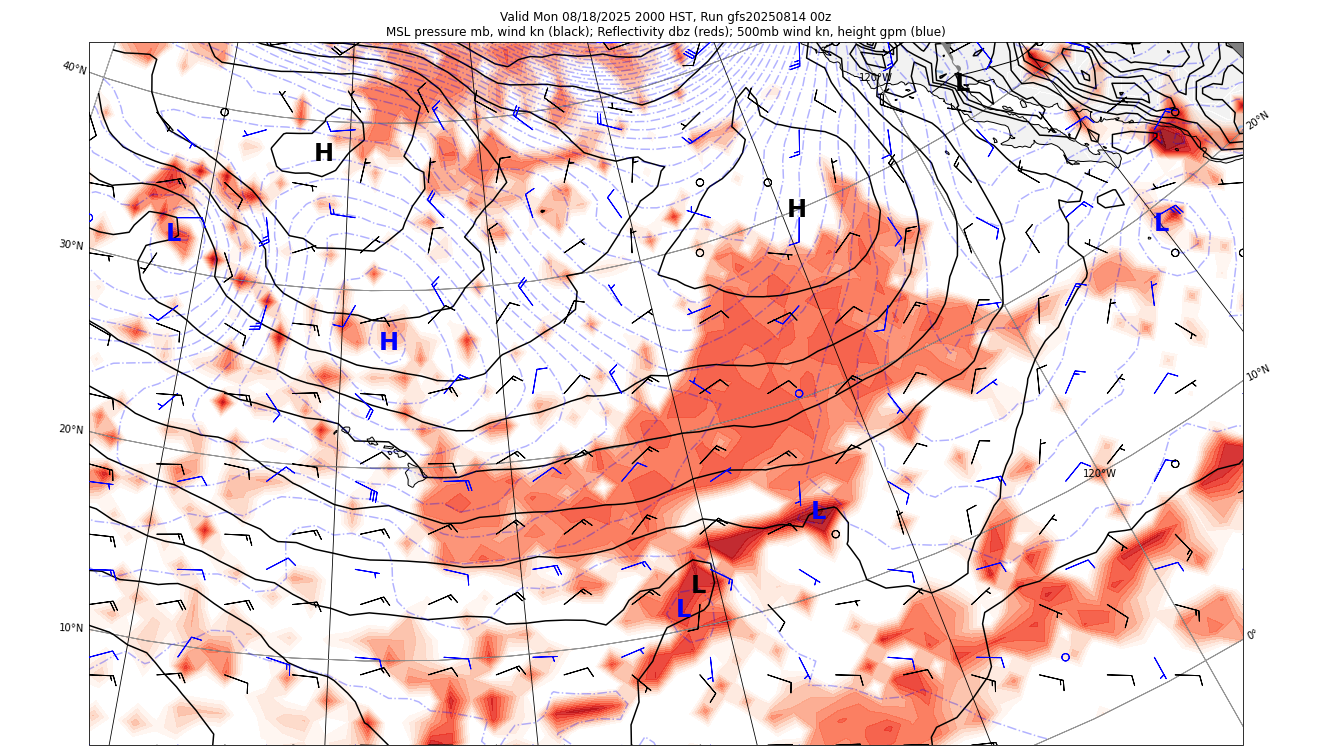 Valid Mon 08/18/2025 2000 HST, Run gfs20250814 00z
MSL pressure mb, wind kn (black); Reflectivity dbz (reds); 500mb wind kn, height gpm (blue)
40°N
120°W
L
20°N
H
H
L
L
30°N
H
10°N
20°N
120°W
L
L
L
10°N
0°